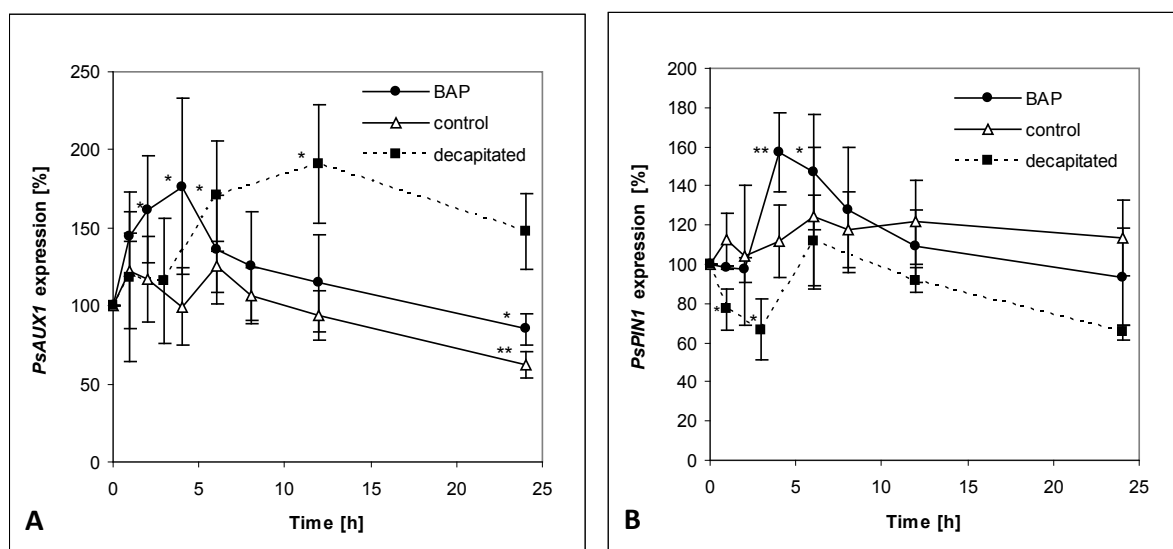 250
200
150
100
50
0
PsAUX1 expression [%]
BAP
control
decapitated
*
*
*
*
*
**
0 5 10 15 20 25
Time [h]
A
200
180
160
140
120
100
80
60
40
20
0
PsPIN1 expression [%]
BAP
control
decapitated
**
*
*
*
0 5 10 15 20 25
Time [h]
B